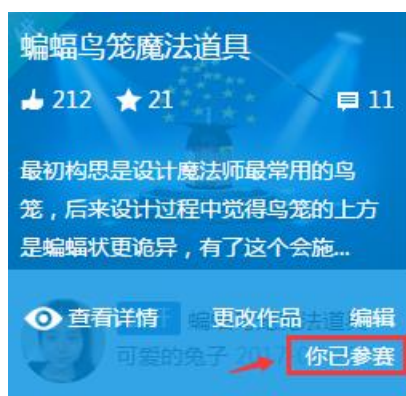 蝙蝠鸟笼魔法道具
212 21 11
最初构思是设计魔法师最常用的鸟
笼，后来设计过程中觉得鸟笼的上方
是蝙蝠状更诡异，有了这个会施...
查看详情 更改作品 编辑
可爱的兔子 2017 你已参赛